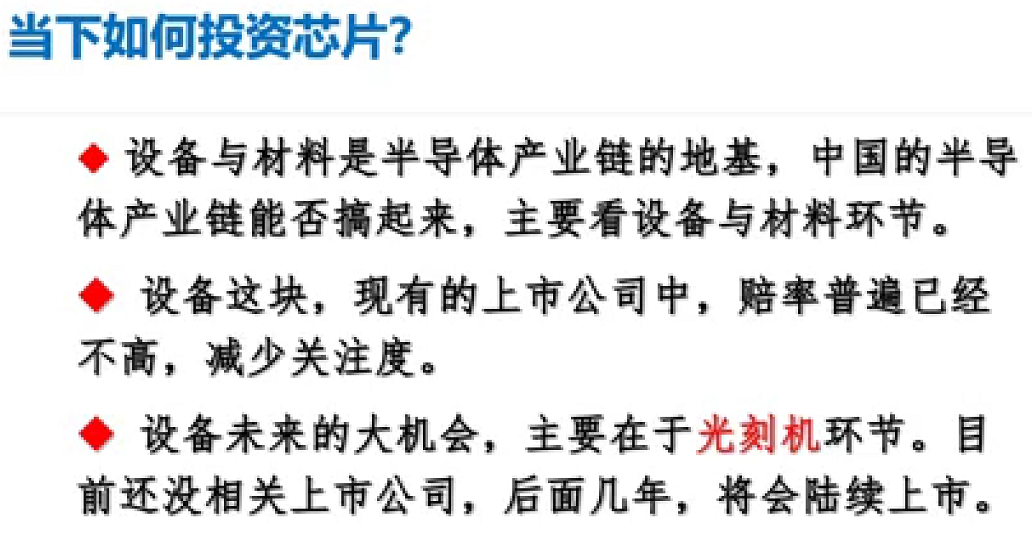 当下如何投资芯片?
◆ 设备与材料是半导体产业链的地基，中国的半导
体产业链能否搞起来，主要看设备与材料环节。
◆ 设备这块，现有的上市公司中，赔率普遍已经
不高，减少关注度。
◆ 设备未来的大机会，主要在于光刻机环节。目
前还没相关上市公司，后面几年，将会陆续上市。